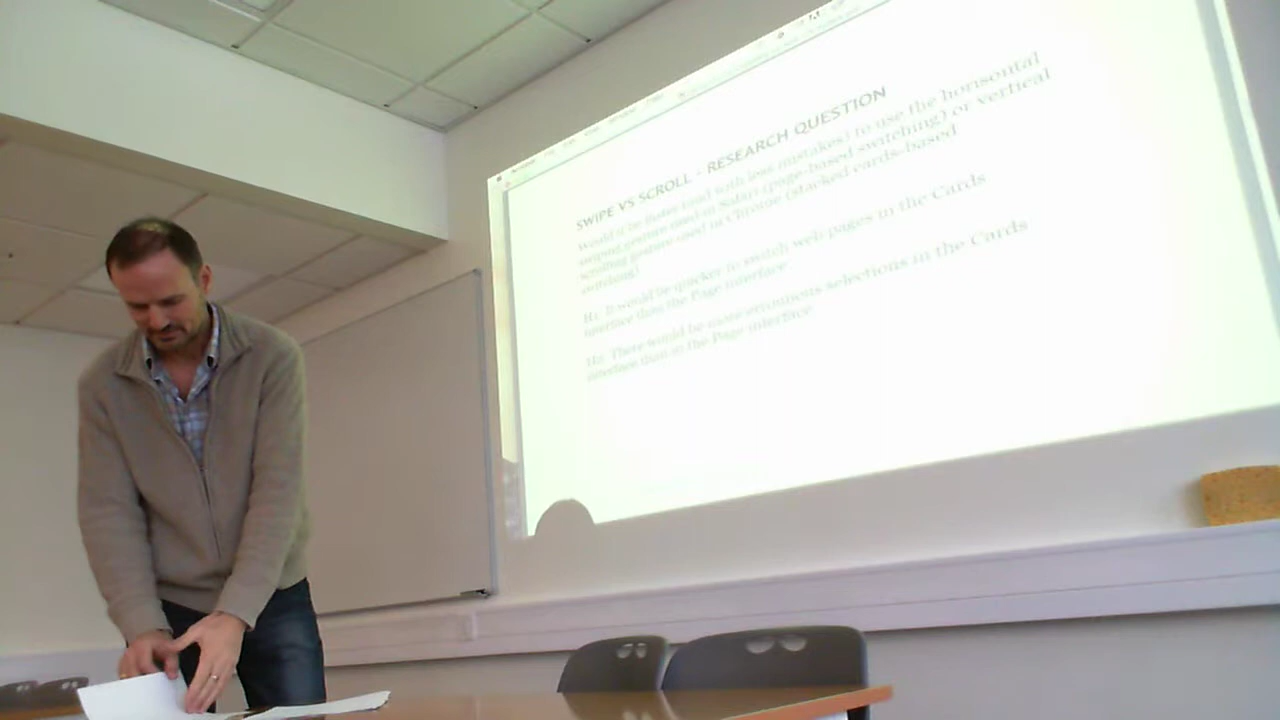 SWIPE VS SCROLL - RESEARCH QUESTION
Would it be faster (and with less mistakes) to use the horisontal
swiping gesture used in Safari (page-based switching) or vertical
scrolling gesture used in Chrome (stacked cards-based
switching)
H1. It would be quicker to switch web pages in the Cards
interface than the Page interface
H2. There would be more erroneous selections in the Cards
interface than in the Page interface